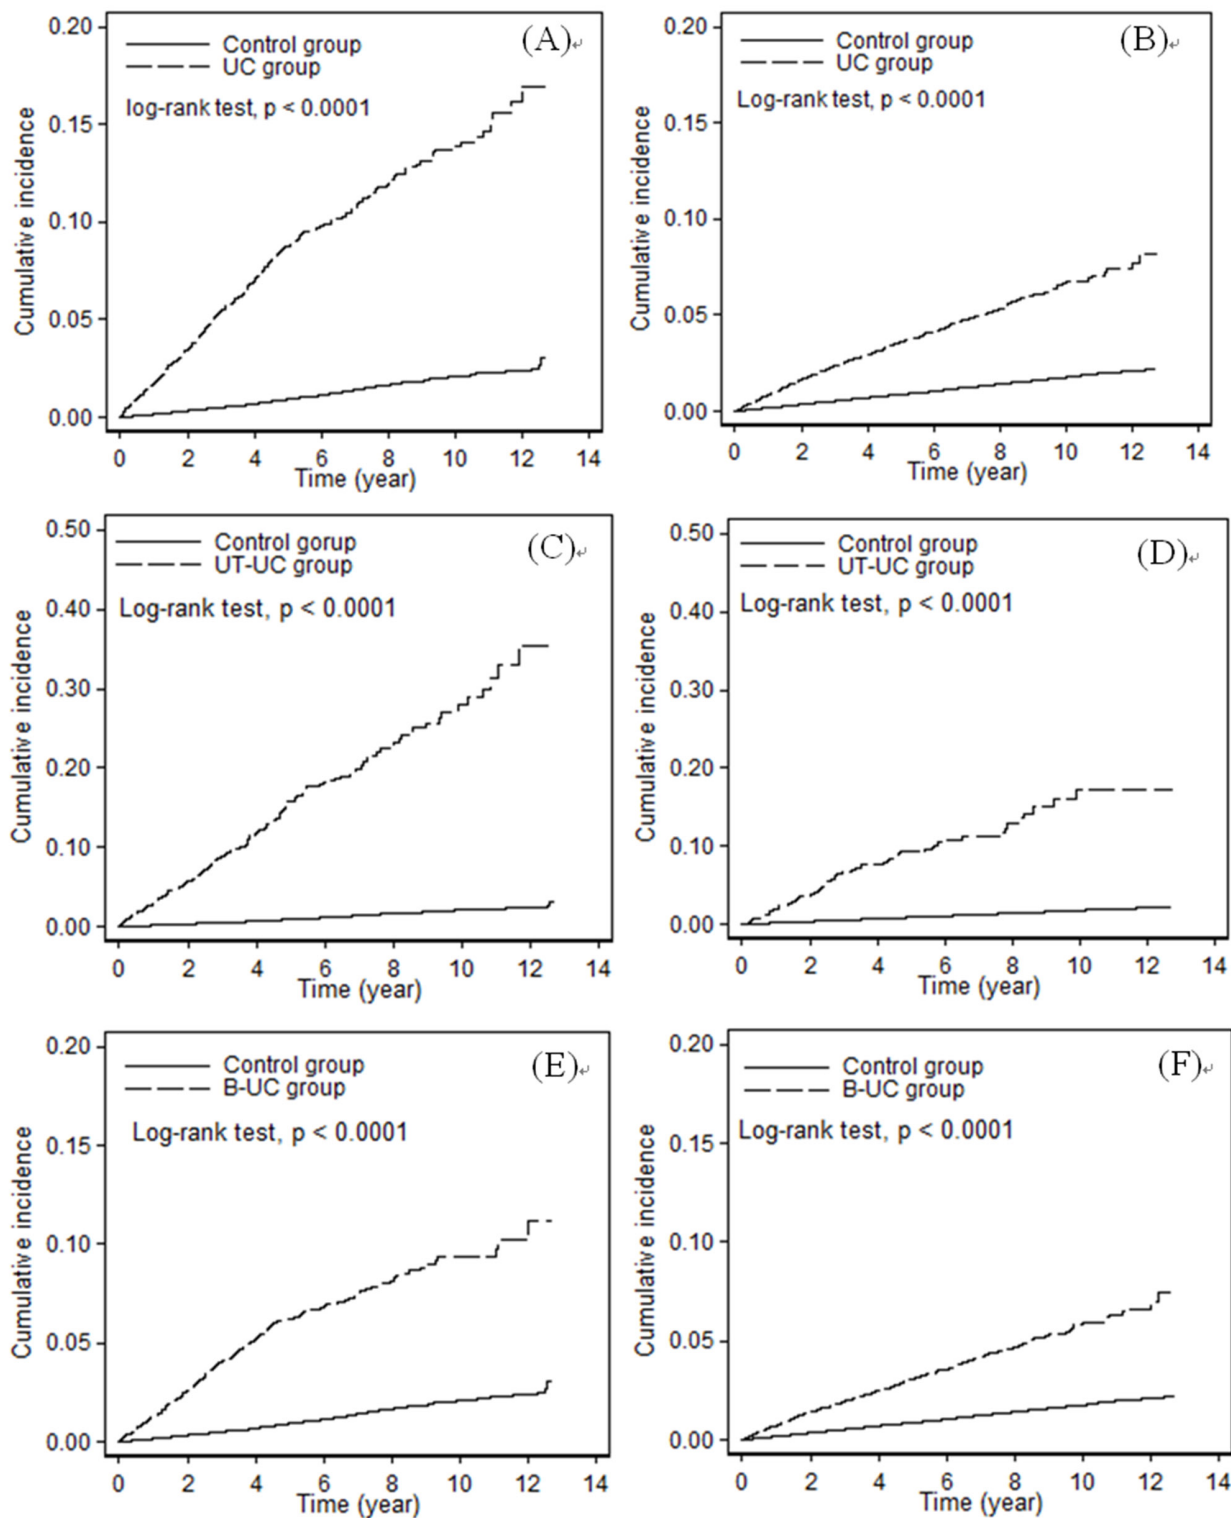 0.20
Control group
UC group
(A)
log-rank test, p < 0.0001
0.15
0.10
0.05
0.00
Cumulative incidence
0 2 4 6 8 10 12 14
Time (year)
0.20
Control group
UC group
(B)
Log-rank test, p < 0.0001
0.15
0.10
0.05
0.00
Cumulative incidence
0 2 4 6 8 10 12 14
Time (year)
0.50
Control gorup
UT-UC group
(C)
Log-rank test, p < 0.0001
0.40
0.30
0.20
0.10
0.00
Cumulative incidence
0 2 4 6 8 10 12 14
Time (year)
0.50
Control group
UT-UC group
(D)
Log-rank test, p < 0.0001
0.40
0.30
0.20
0.10
0.00
Cumulative incidence
0 2 4 6 8 10 12 14
Time (year)
0.20
Control group
B-UC group
(E)
Log-rank test, p < 0.0001
0.15
0.10
0.05
0.00
Cumulative incidence
0 2 4 6 8 10 12 14
Time (year)
0.20
Control group
B-UC group
(F)
Log-rank test, p < 0.0001
0.15
0.10
0.05
0.00
Cumulative incidence
0 2 4 6 8 10 12 14
Time (year)